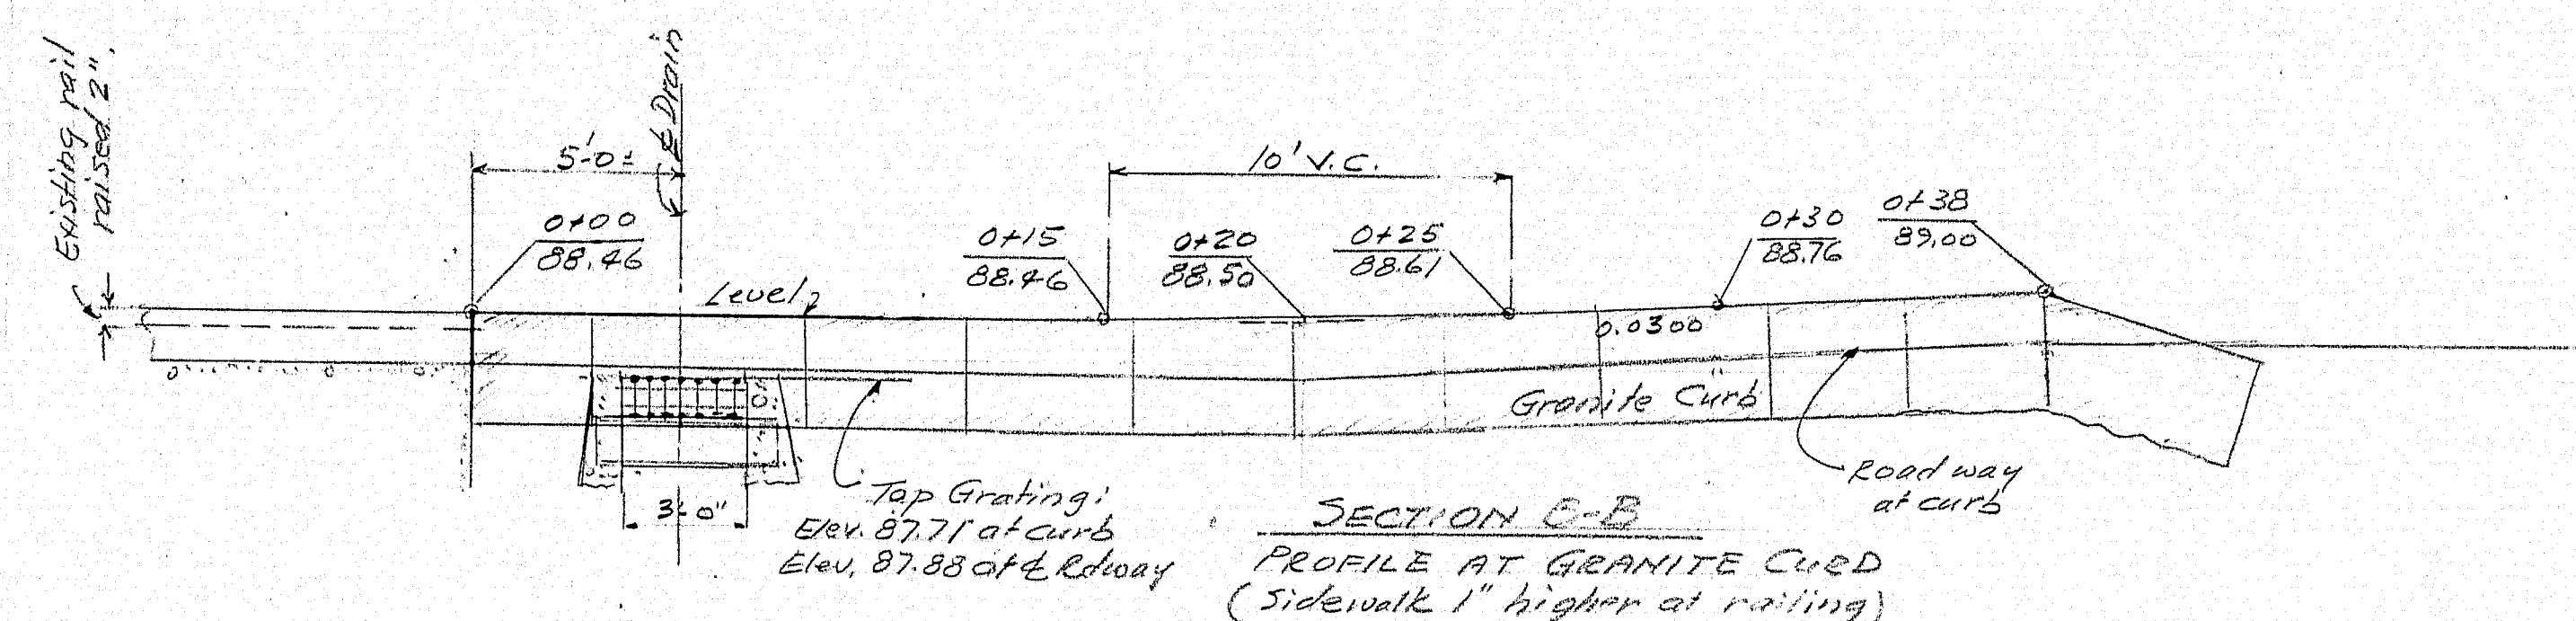 Existing rail
raised 2".
℄ Drain
5'-0±
10' V.C.
0+00
88.46
0+15
88.46
0+20
88.50
0+25
88.61
0+30
88.76
0+38
89.00
Level
0.0300
Granite Curb
Top Grating:
Elev. 87.71 at curb
Elev. 87.88 at ℄ Rdway
3'-0"
Roadway
at curb
SECTION B-B
PROFILE AT GRANITE CURB
(Sidewalk 1" higher at railing)